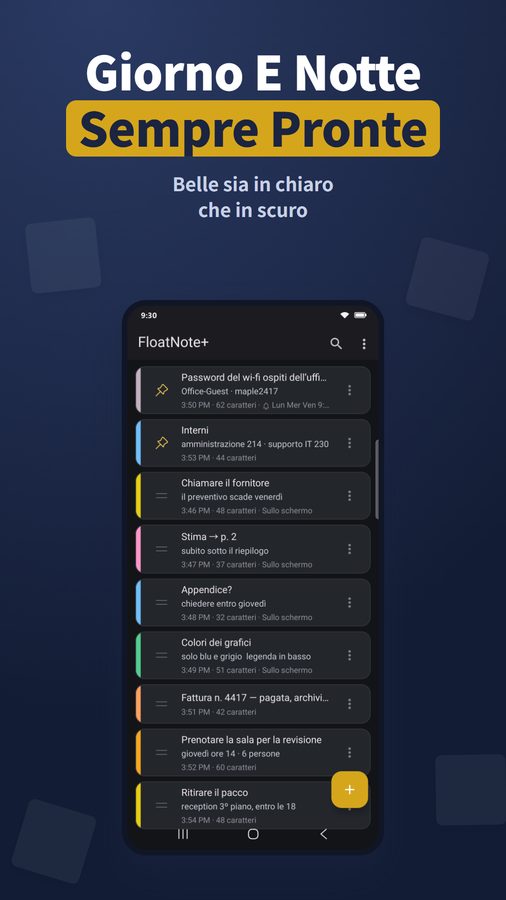 Giorno E Notte
Sempre Pronte
Belle sia in chiaro
che in scuro
9:30
FloatNote+
Password del wi-fi ospiti dell'uffi...
Office-Guest · maple2417
3:50 PM · 62 caratteri · Lun Mer Ven 9:...
Interni
amministrazione 214 · supporto IT 230
3:53 PM · 44 caratteri
Chiamare il fornitore
il preventivo scade venerdì
3:46 PM · 48 caratteri · Sullo schermo
Stima → p. 2
subito sotto il riepilogo
3:47 PM · 37 caratteri · Sullo schermo
Appendice?
chiedere entro giovedì
3:48 PM · 32 caratteri · Sullo schermo
Colori dei grafici
solo blu e grigio legenda in basso
3:49 PM · 51 caratteri · Sullo schermo
Fattura n. 4417 — pagata, archivi...
3:51 PM · 42 caratteri
Prenotare la sala per la revisione
giovedì ore 14 · 6 persone
3:52 PM · 60 caratteri
Ritirare il pacco
reception 3º piano, entro le 18
3:54 PM · 48 caratteri